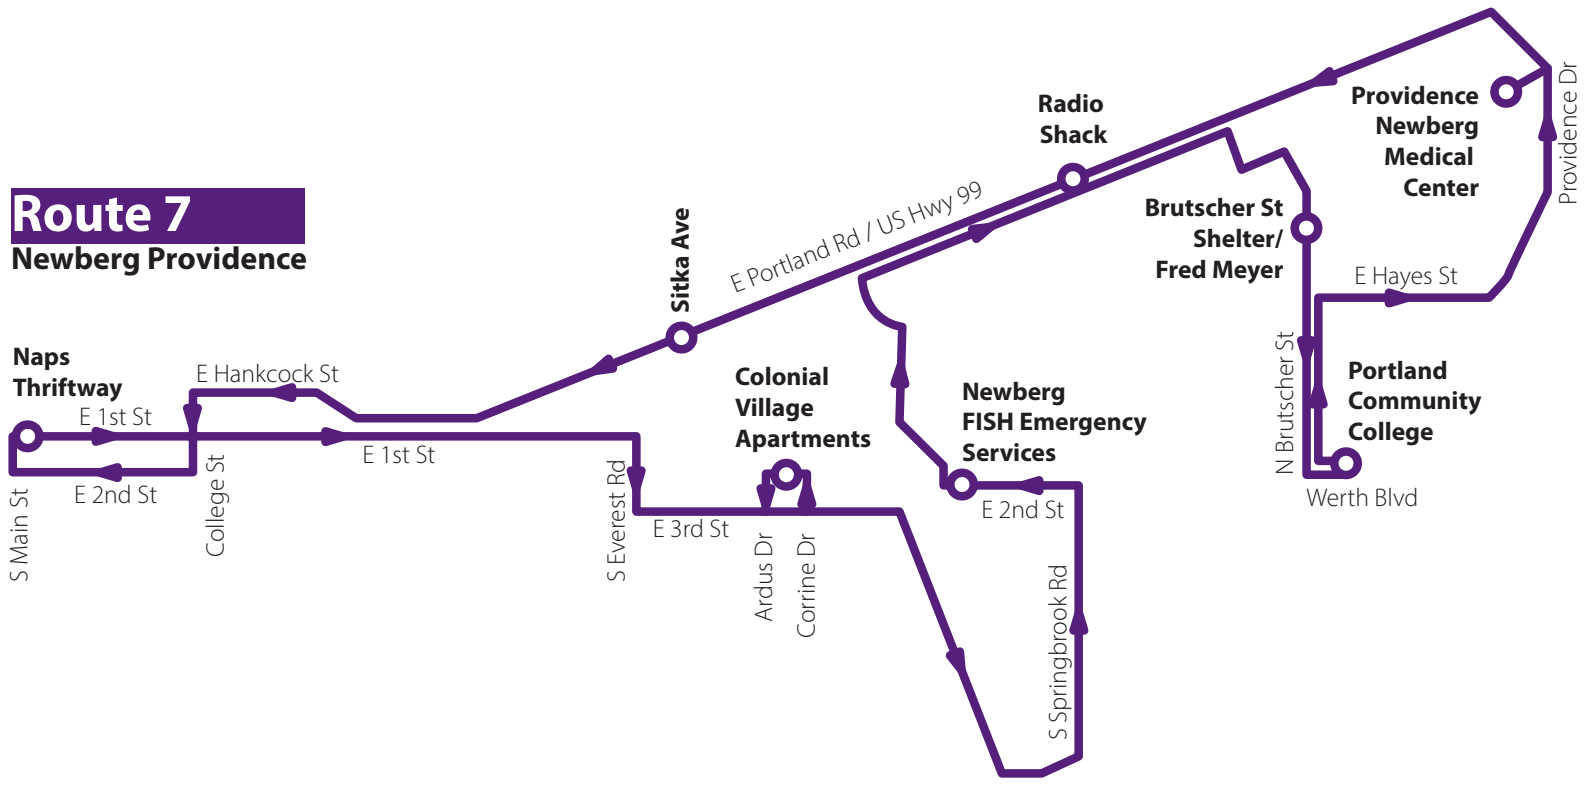 Route 7
Newberg Providence
Naps
Thriftway
E 1st St
E Hankcock St
E 2nd St
S Main St
College St
E 1st St
S Everest Rd
E 3rd St
Sitka Ave
E Portland Rd / US Hwy 99
Colonial
Village
Apartments
Ardus Dr
Corrine Dr
Newberg
FISH Emergency
Services
E 2nd St
S Springbrook Rd
Radio
Shack
Brutscher St
Shelter/
Fred Meyer
N Brutscher St
Werth Blvd
Portland
Community
College
E Hayes St
Providence
Newberg
Medical
Center
Providence Dr